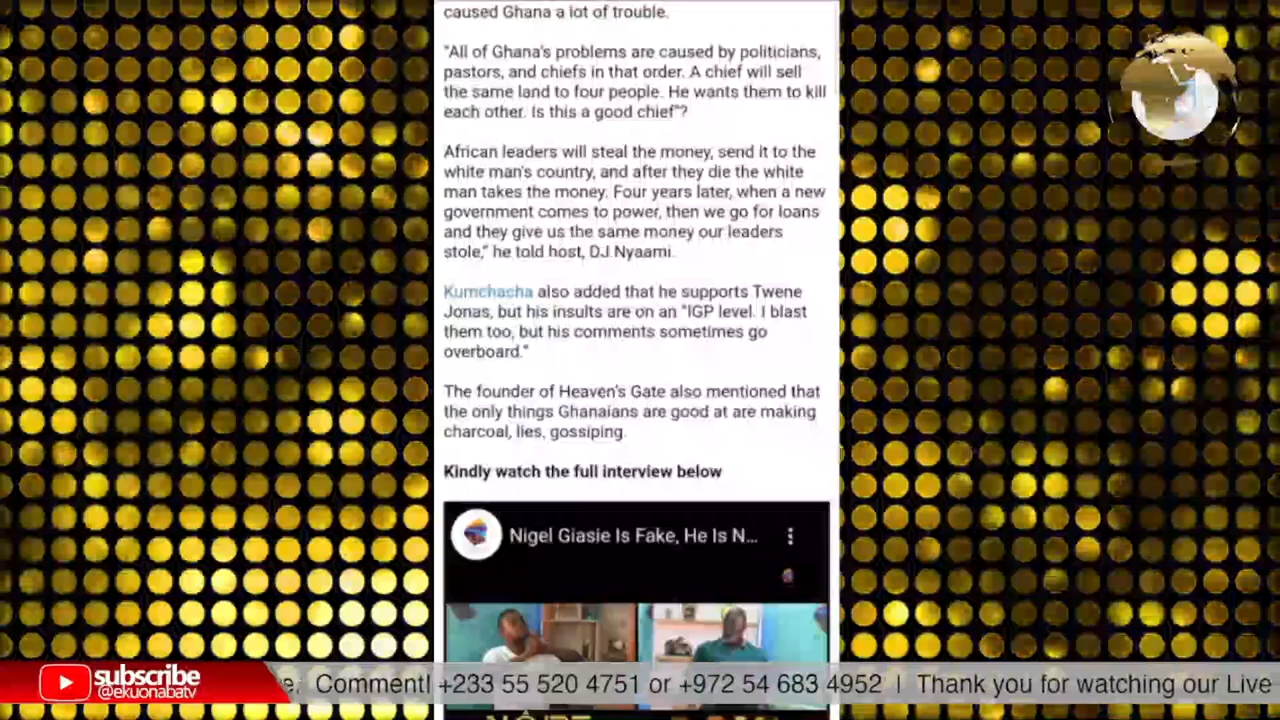 caused Ghana a lot of trouble.
"All of Ghana's problems are caused by politicians,
pastors, and chiefs in that order. A chief will sell
the same land to four people. He wants them to kill
each other. Is this a good chief"?
African leaders will steal the money, send it to the
white man's country, and after they die the white
man takes the money. Four years later, when a new
government comes to power, then we go for loans
and they give us the same money our leaders
stole," he told host, DJ Nyaami.
Kumchacha also added that he supports Twene
Jonas, but his insults are on an "IGP level. I blast
them too, but his comments sometimes go
overboard."
The founder of Heaven's Gate also mentioned that
the only things Ghanaians are good at are making
charcoal, lies, gossiping.
Kindly watch the full interview below
Nigel Giasie Is Fake, He Is N...
subscribe
@ekuonabatv
e, Comment! +233 55 520 4751 or +972 54 683 4952 | Thank you for watching our Live